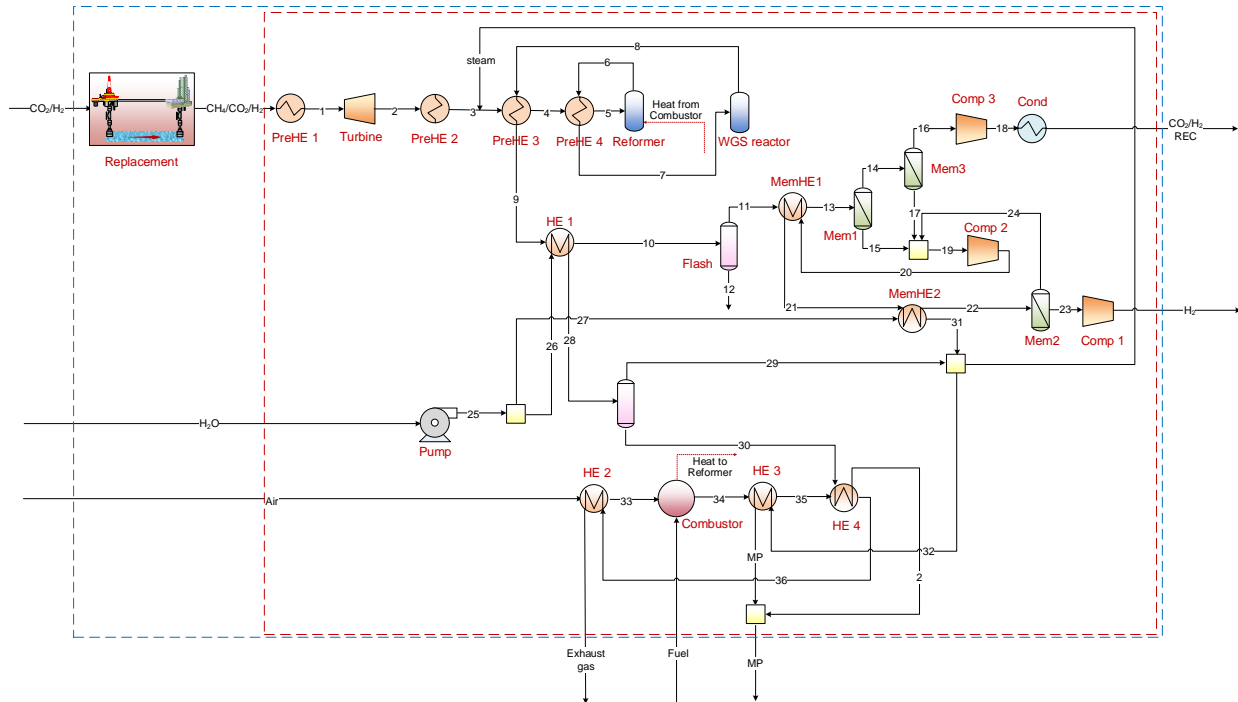 8
steam
6
CO₂/H₂
CH₄/CO₂/H₂
1
2
3
4
5
Heat from
Combustor
PreHE 1
Turbine
PreHE 2
PreHE 3
PreHE 4
Reformer
WGS reactor
Replacement
7
Comp 3
Cond
16
18
CO₂/H₂
REC
MemHE1
14
Mem3
9
11
13
HE 1
10
Mem1
17
24
15
Comp 2
19
Flash
20
12
MemHE2
21
22
23
H₂
27
31
Mem2
Comp 1
26
28
29
25
H₂O
Pump
30
HE 2
Heat to
Reformer
HE 3
Air
33
34
35
Combustor
HE 4
MP
32
36
2
Exhaust
gas
Fuel
MP